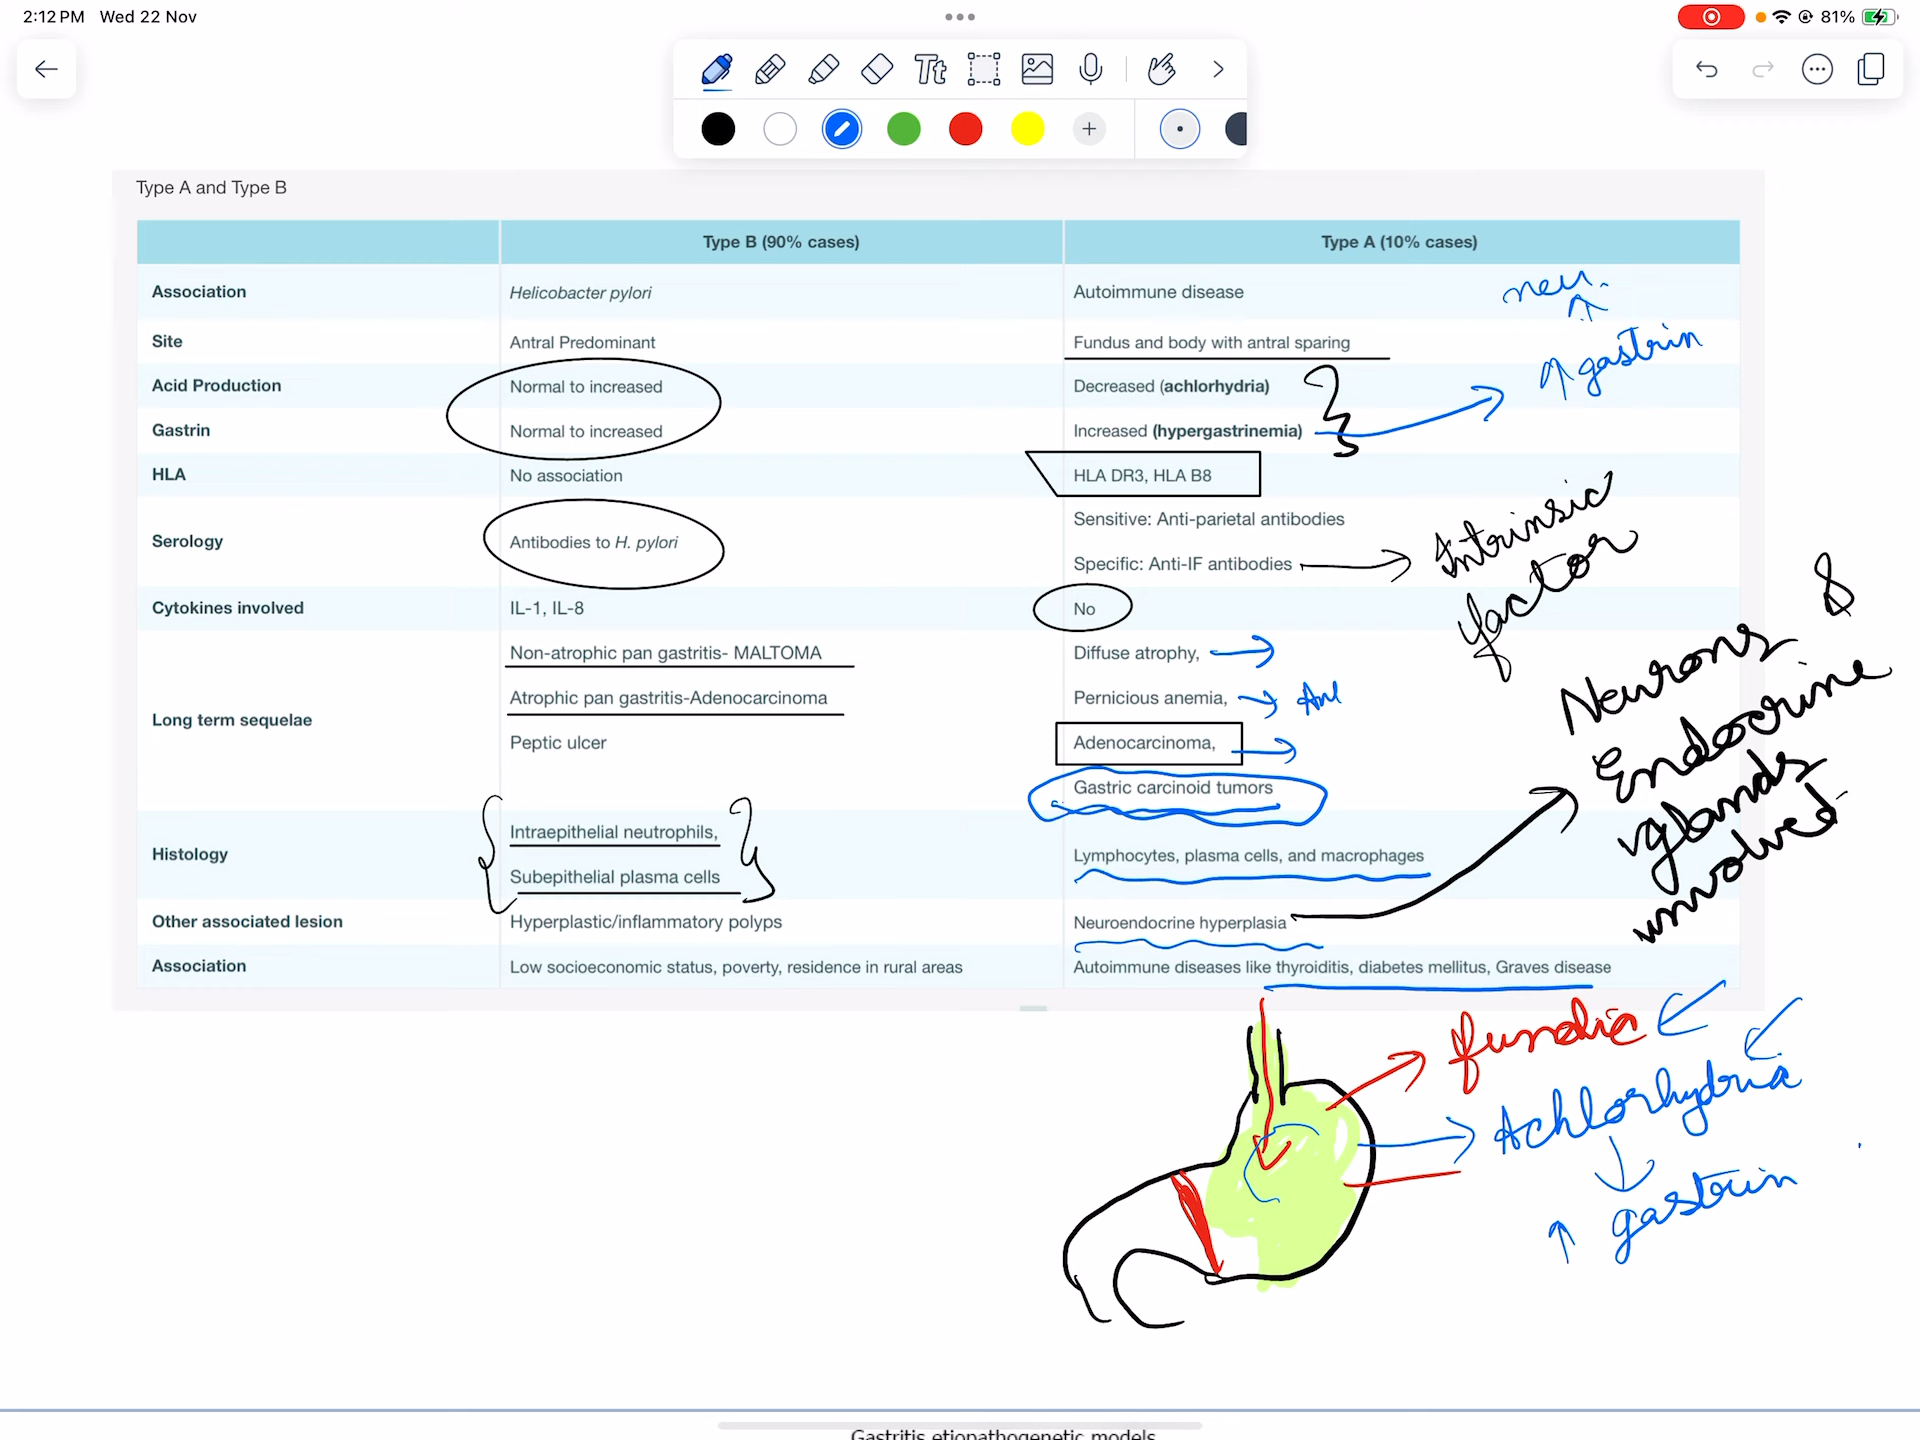 2:12 PM Wed 22 Nov
81%
Tt
Type A and Type B
Type B (90% cases)
Type A (10% cases)
Association
Helicobacter pylori
Autoimmune disease
neu.
Site
Antral Predominant
Fundus and body with antral sparing
↑ gastrin
Acid Production
Normal to increased
Decreased (achlorhydria)
Gastrin
Normal to increased
Increased (hypergastrinemia)
HLA
No association
HLA DR3, HLA B8
Serology
Antibodies to H. pylori
Sensitive: Anti-parietal antibodies
Specific: Anti-IF antibodies
Intrinsic
factor
Cytokines involved
IL-1, IL-8
No
Long term sequelae
Non-atrophic pan gastritis- MALTOMA
Atrophic pan gastritis-Adenocarcinoma
Peptic ulcer
Diffuse atrophy,
Pernicious anemia,
Adenocarcinoma,
Gastric carcinoid tumors
Neurons &
Endocrine
glands
involved
Histology
Intraepithelial neutrophils,
Subepithelial plasma cells
Lymphocytes, plasma cells, and macrophages
Other associated lesion
Hyperplastic/inflammatory polyps
Neuroendocrine hyperplasia
Association
Low socioeconomic status, poverty, residence in rural areas
Autoimmune diseases like thyroiditis, diabetes mellitus, Graves disease
Achlorhydria
↑ gastrin
Gastritis etiopathogenetic models